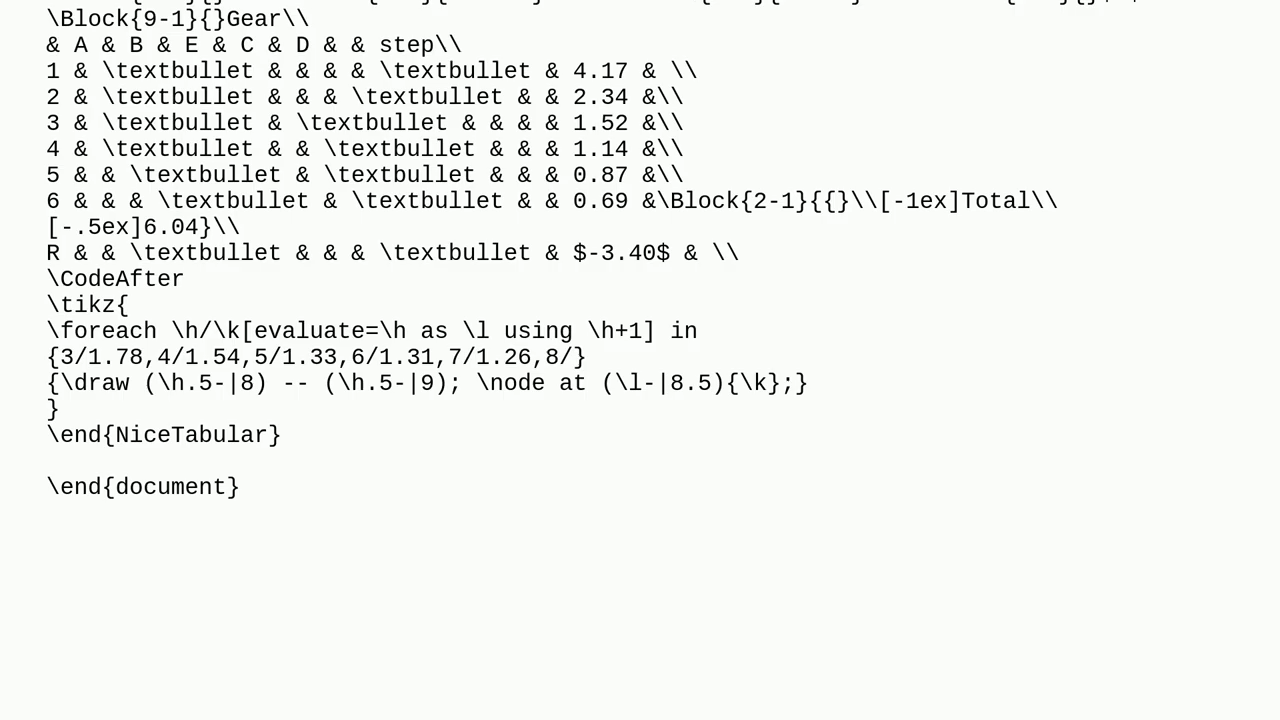 \Block{9-1}{}Gear\\
& A & B & E & C & D & & step\\
1 & \textbullet & & & & \textbullet & 4.17 & \\
2 & \textbullet & & & \textbullet & & 2.34 &\\
3 & \textbullet & \textbullet & & & & 1.52 &\\
4 & \textbullet & & \textbullet & & & 1.14 &\\
5 & & \textbullet & \textbullet & & & 0.87 &\\
6 & & & \textbullet & \textbullet & & 0.69 &\Block{2-1}{{}\\[-1ex]Total\\
[-.5ex]6.04}\\
R & & \textbullet & & & \textbullet & $-3.40$ & \\
\CodeAfter
\tikz{
\foreach \h/\k[evaluate=\h as \l using \h+1] in
{3/1.78,4/1.54,5/1.33,6/1.31,7/1.26,8/}
{\draw (\h.5-|8) -- (\h.5-|9); \node at (\l-|8.5){\k};}
}
\end{NiceTabular}
\end{document}